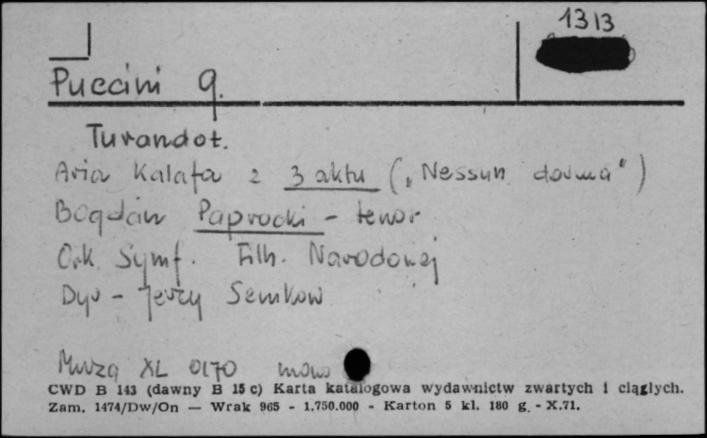 1313
Puccini G.
Turandot.
Aria Kalafa z 3 aktu („Nessun dorma")
Bogdan Paprocki - tenor
Ork. Symf. Filh. Narodowej
Dyr - Jerzy Semkow
Muza XL 0170 mono
CWD B 143 (dawny B 15 c) Karta katalogowa wydawnictw zwartych i ciągłych.
Zam. 1474/Dw/On — Wrak 965 - 1.750.000 - Karton 5 kl. 180 g. - X.71.